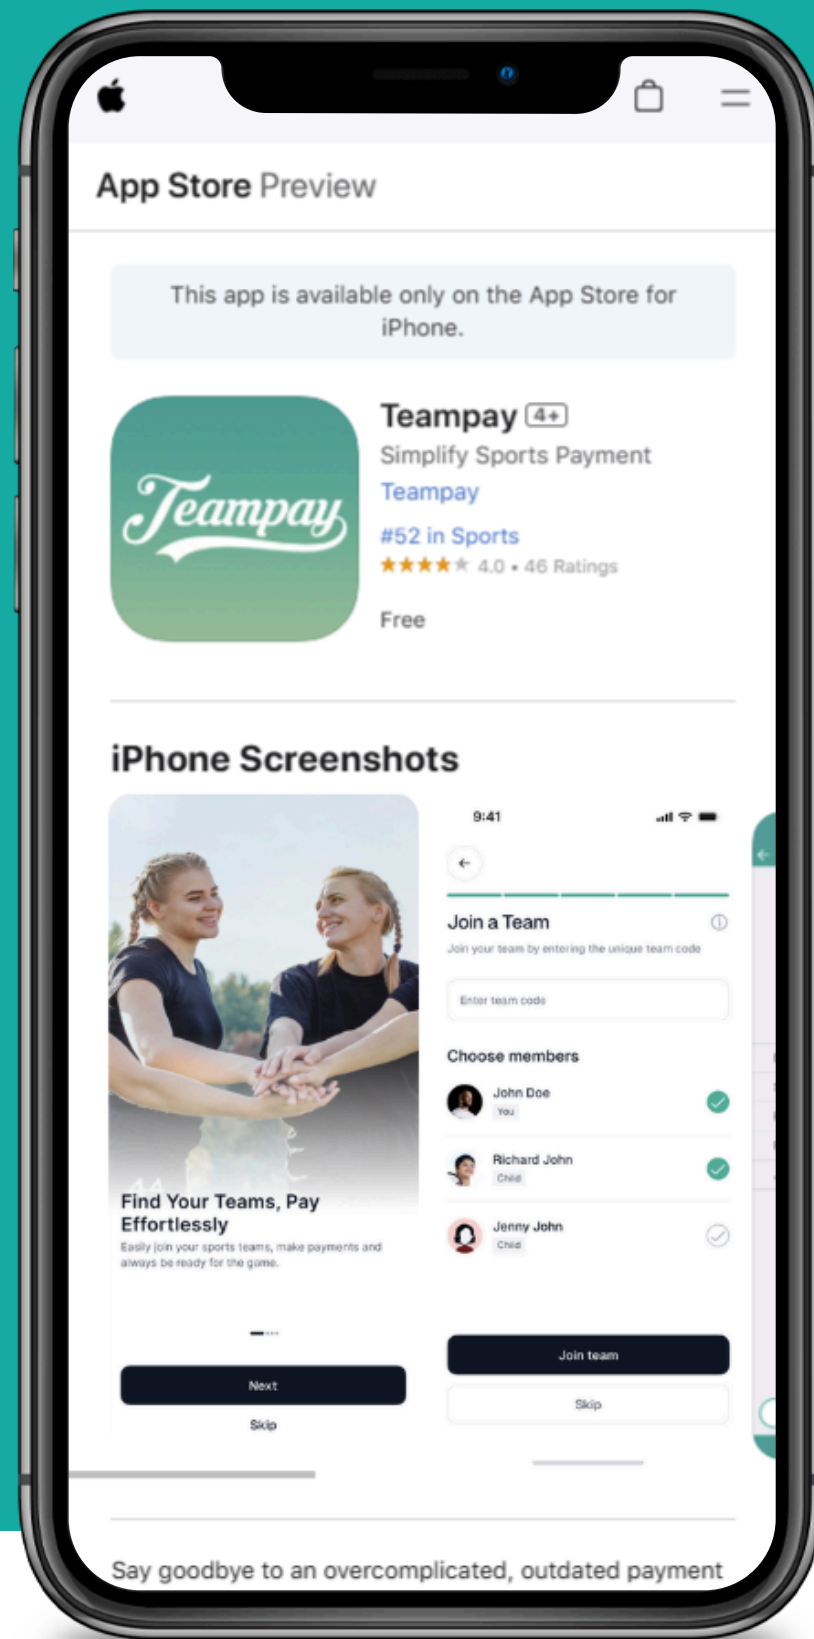 App Store Preview
This app is available only on the App Store for
iPhone.
Teampay
Teampay 4+
Simplify Sports Payment
Teampay
#52 in Sports
4.0 • 46 Ratings
Free
iPhone Screenshots
Find Your Teams, Pay
Effortlessly
Easily join your sports teams, make payments and
always be ready for the game.
Next
Skip
9:41
Join a Team
Join your team by entering the unique team code
Enter team code
Choose members
John Doe
You
Richard John
Child
Jenny John
Child
Join team
Skip
Say goodbye to an overcomplicated, outdated payment